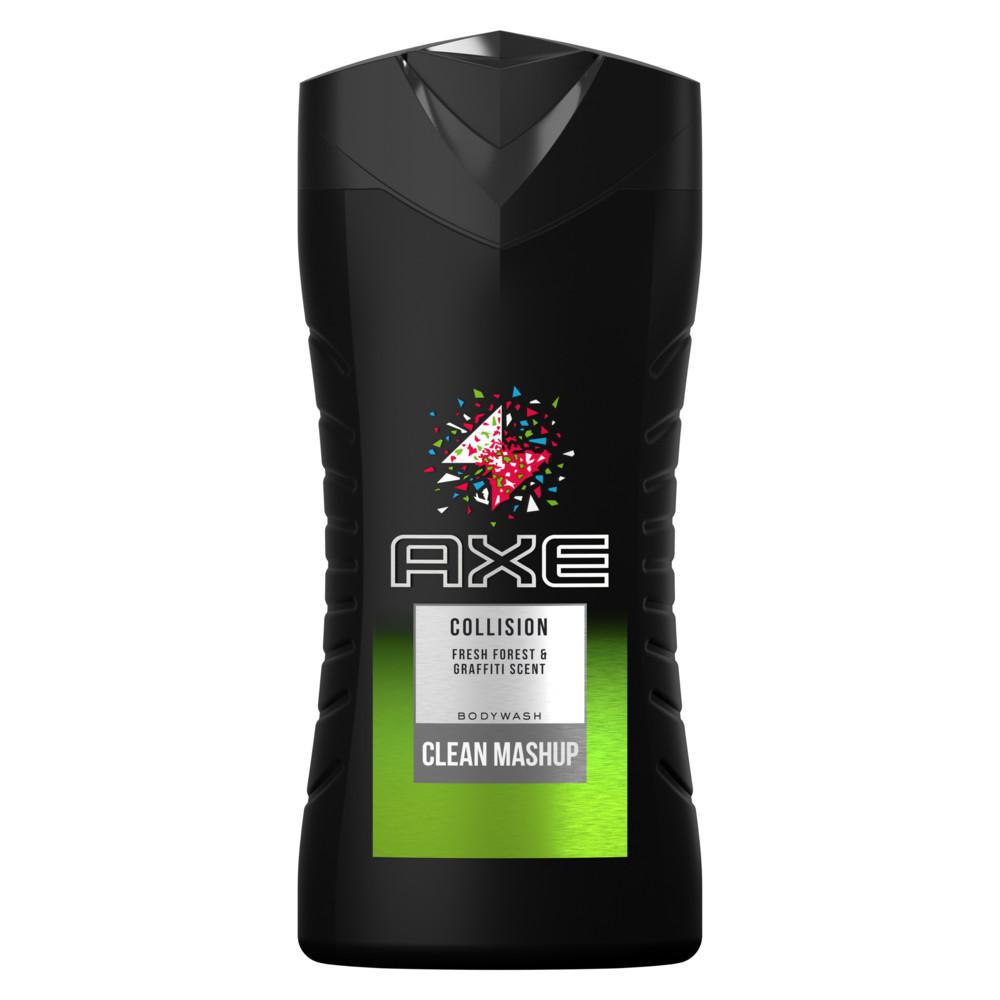 AXE
COLLISION
FRESH FOREST &
GRAFFITI SCENT
BODYWASH
CLEAN MASHUP